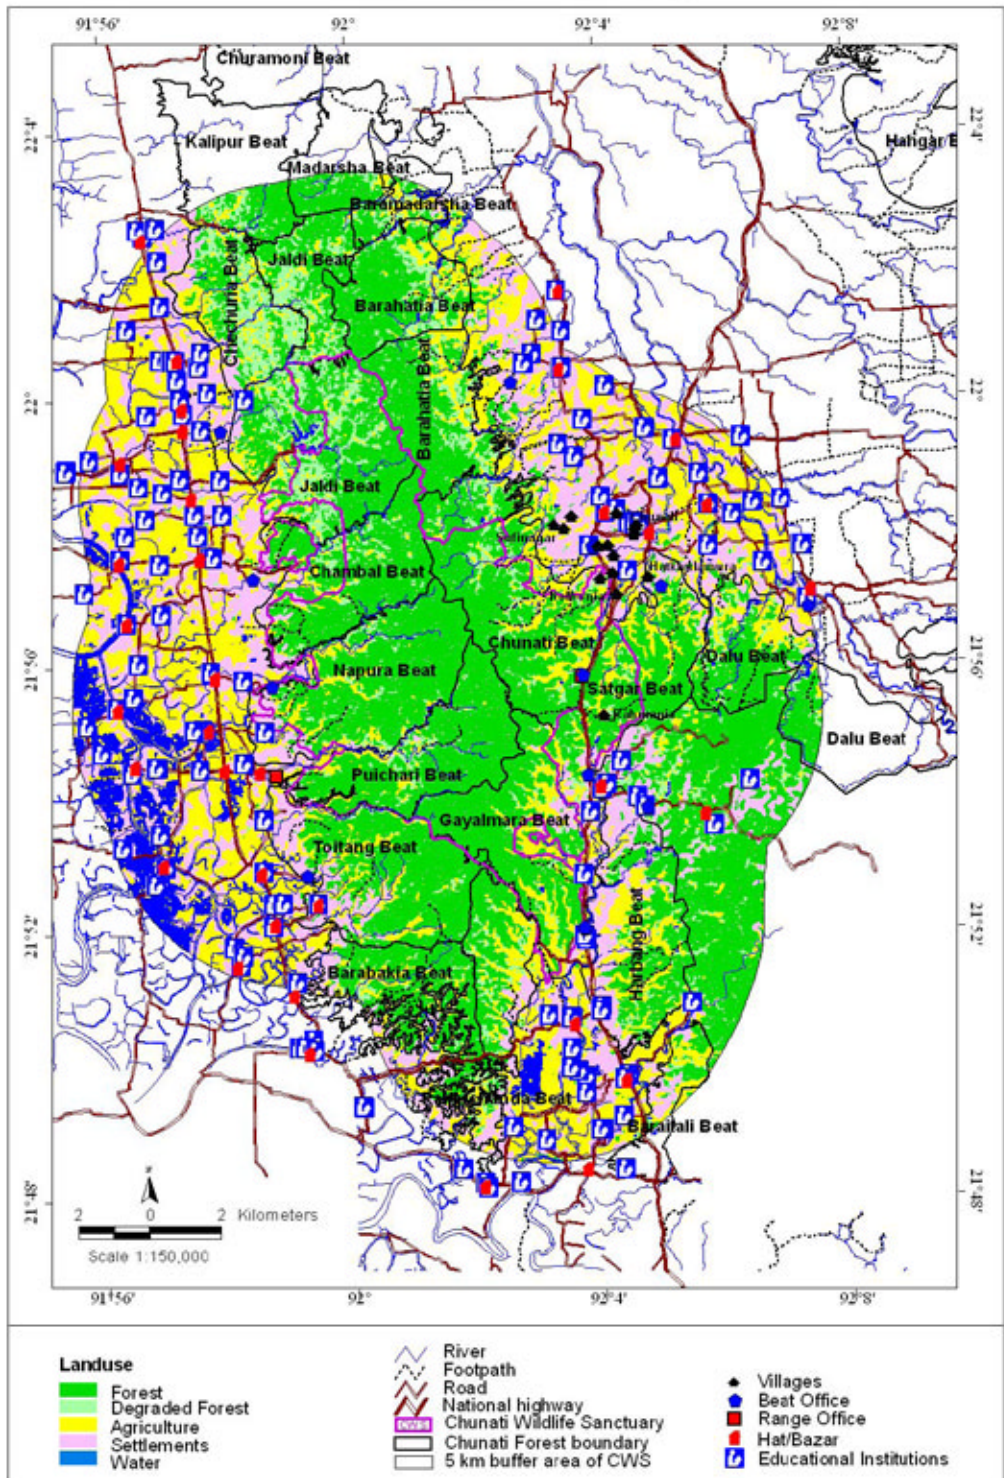 91°56' 92° 92°4' 92°8'
Churamoni Beat
22°4' Kalipur Beat Hangar B 22°4'
Madarsha Beat
Baramadarsha Beat
Chechuria Beat Jaldi Beat
Barahatia Beat
Barahatia Beat
22° 22°
Jaldi Beat
Sufinagar
Chambal Beat
Chunati Beat
21°56' Napura Beat Dalu Beat 21°56'
Satgar Beat
Dalu Beat
Puichari Beat
Gayalmara Beat
Toitang Beat
21°52' Harbang Beat 21°52'
Barabakia Beat
Baraitali Beat
21°48' 21°48'
2 0 2 Kilometers
Scale 1:150,000
91°56' 92° 92°4' 92°8'
Landuse
Forest
Degraded Forest
Agriculture
Settlements
Water
River
Footpath
Road
National highway
CWS Chunati Wildlife Sanctuary
Chunati Forest boundary
5 km buffer area of CWS
Villages
Beat Office
Range Office
Hat/Bazar
Educational Institutions